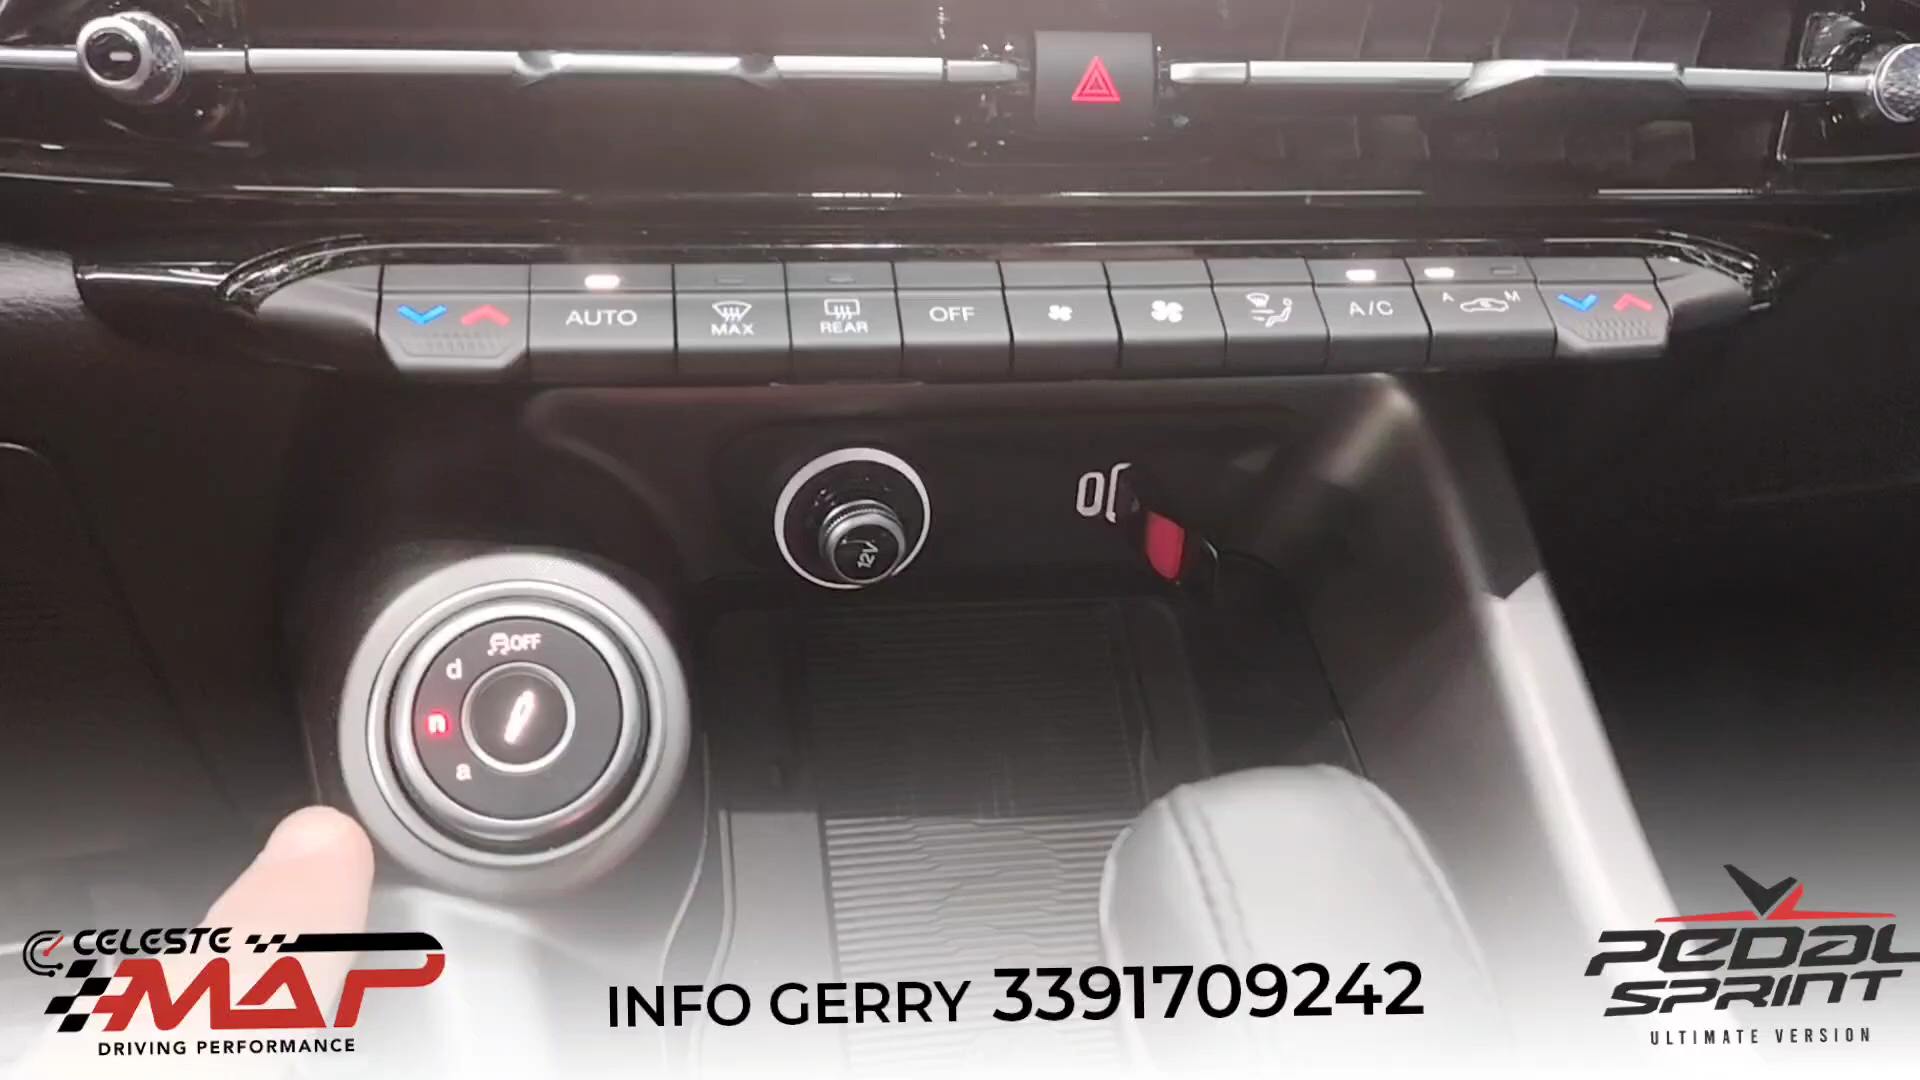 AUTO
MAX
REAR
OFF
A/C
A M
12V
OFF
d
n
a
CELESTE
MAP
DRIVING PERFORMANCE
INFO GERRY 3391709242
PEDAL
SPRINT
ULTIMATE VERSION